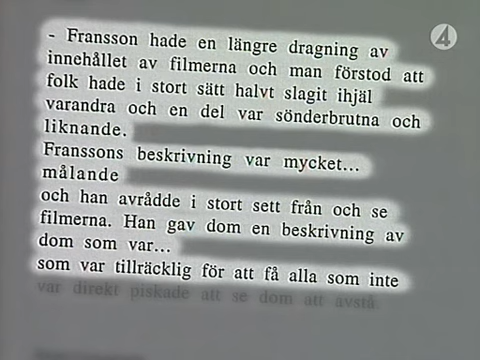 4
- Fransson hade en längre dragning av
innehållet av filmerna och man förstod att
folk hade i stort sätt halvt slagit ihjäl
varandra och en del var sönderbrutna och
liknande.
Franssons beskrivning var mycket...
målande
och han avrådde i stort sett från och se
filmerna. Han gav dom en beskrivning av
dom som var...
som var tillräcklig för att få alla som inte
var direkt piskade att se dom att avstå.